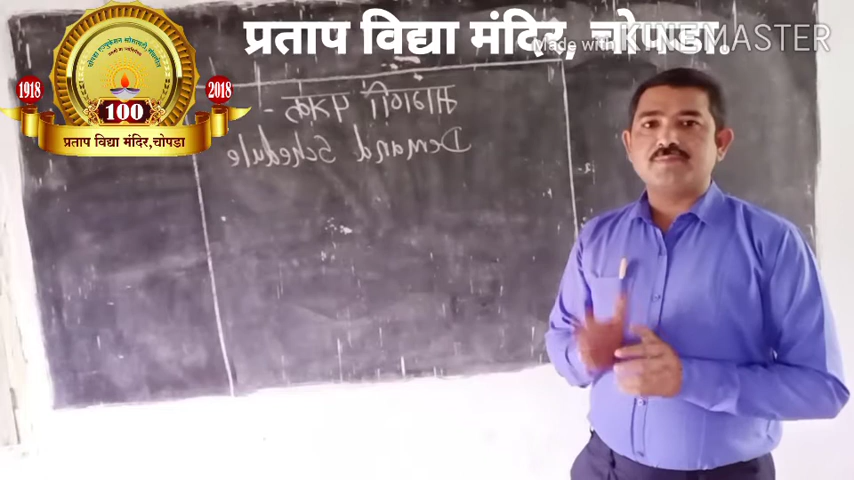 प्रताप विद्या मंदिर, चोपडा.
Made with KINEMASTER
1918
2018
100
प्रताप विद्या मंदिर,चोपडा
मागणी पत्रक -
Demand Schedule